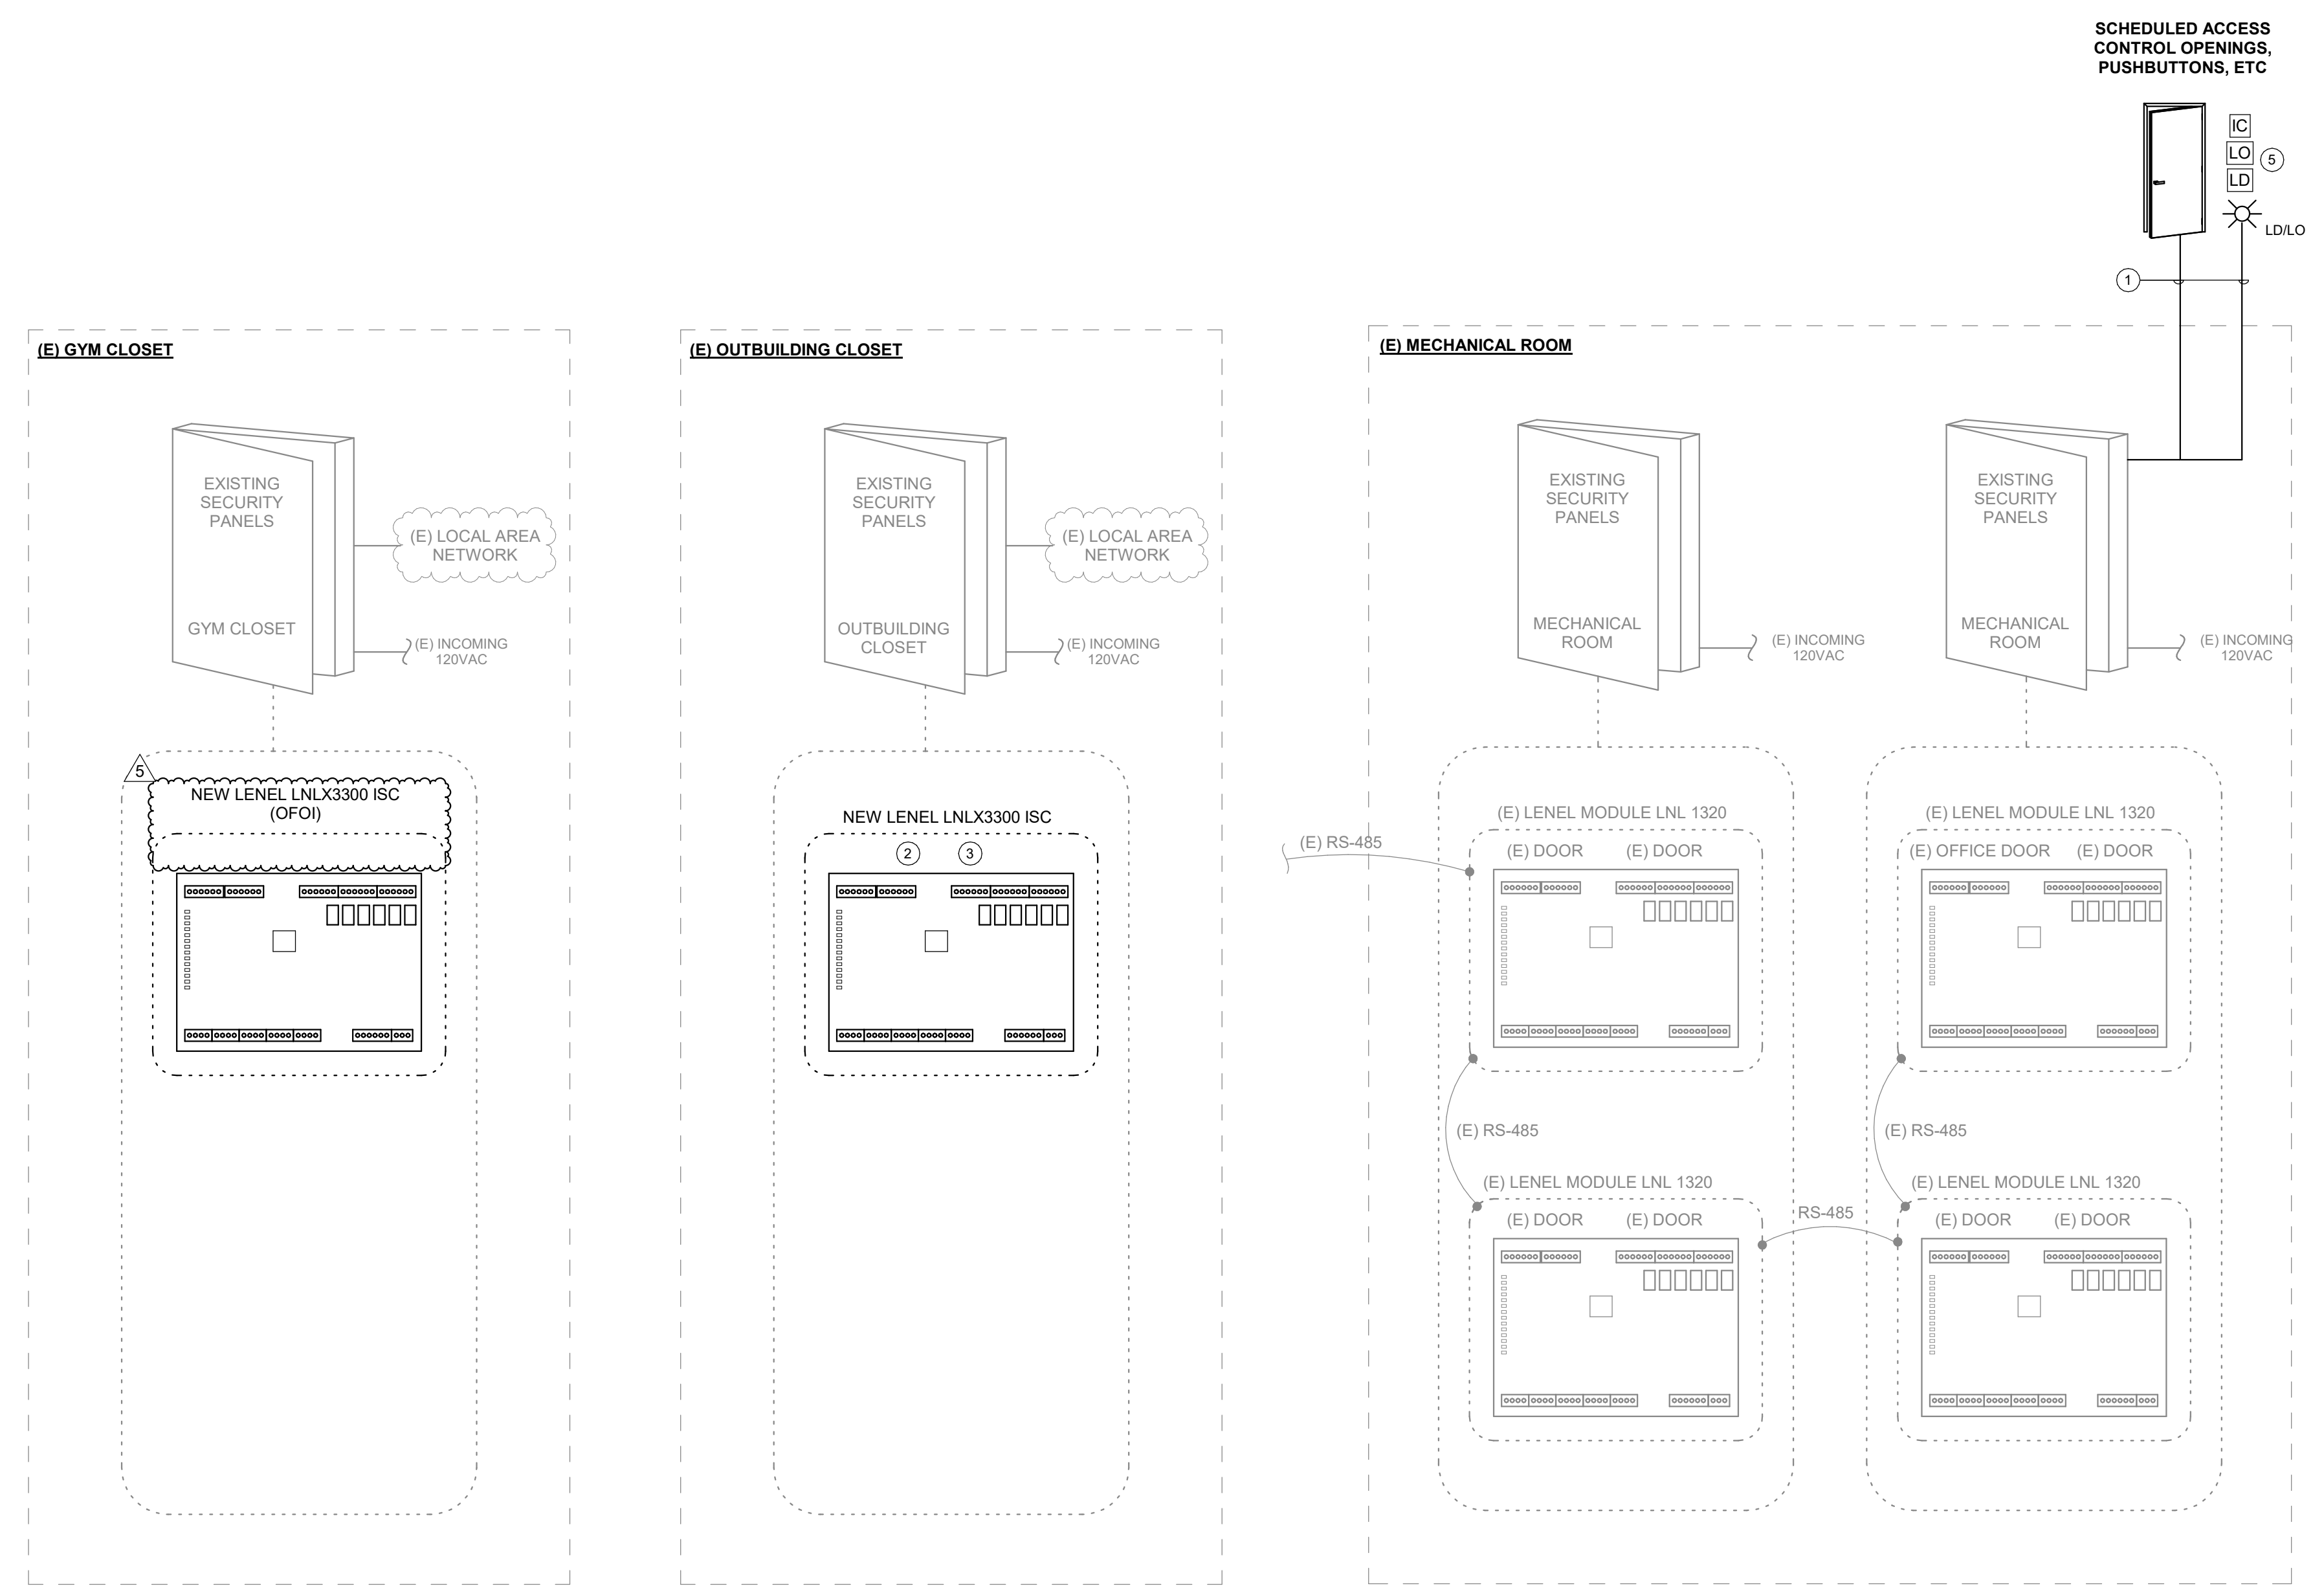 SCHEDULED ACCESS
CONTROL OPENINGS,
PUSHBUTTONS, ETC
IC
LO
5
LD
LD/LO
1
(E) GYM CLOSET
EXISTING
SECURITY
PANELS
(E) LOCAL AREA
NETWORK
GYM CLOSET
(E) INCOMING
120VAC
5
NEW LENEL LNLX3300 ISC
(OFOI)
(E) OUTBUILDING CLOSET
EXISTING
SECURITY
PANELS
(E) LOCAL AREA
NETWORK
OUTBUILDING
CLOSET
(E) INCOMING
120VAC
NEW LENEL LNLX3300 ISC
2 3
(E) MECHANICAL ROOM
EXISTING
SECURITY
PANELS
MECHANICAL
ROOM
(E) INCOMING
120VAC
EXISTING
SECURITY
PANELS
MECHANICAL
ROOM
(E) INCOMING
120VAC
(E) RS-485
(E) LENEL MODULE LNL 1320
(E) DOOR (E) DOOR
(E) LENEL MODULE LNL 1320
(E) OFFICE DOOR (E) DOOR
(E) RS-485
(E) RS-485
(E) LENEL MODULE LNL 1320
(E) DOOR (E) DOOR
RS-485
(E) LENEL MODULE LNL 1320
(E) DOOR (E) DOOR